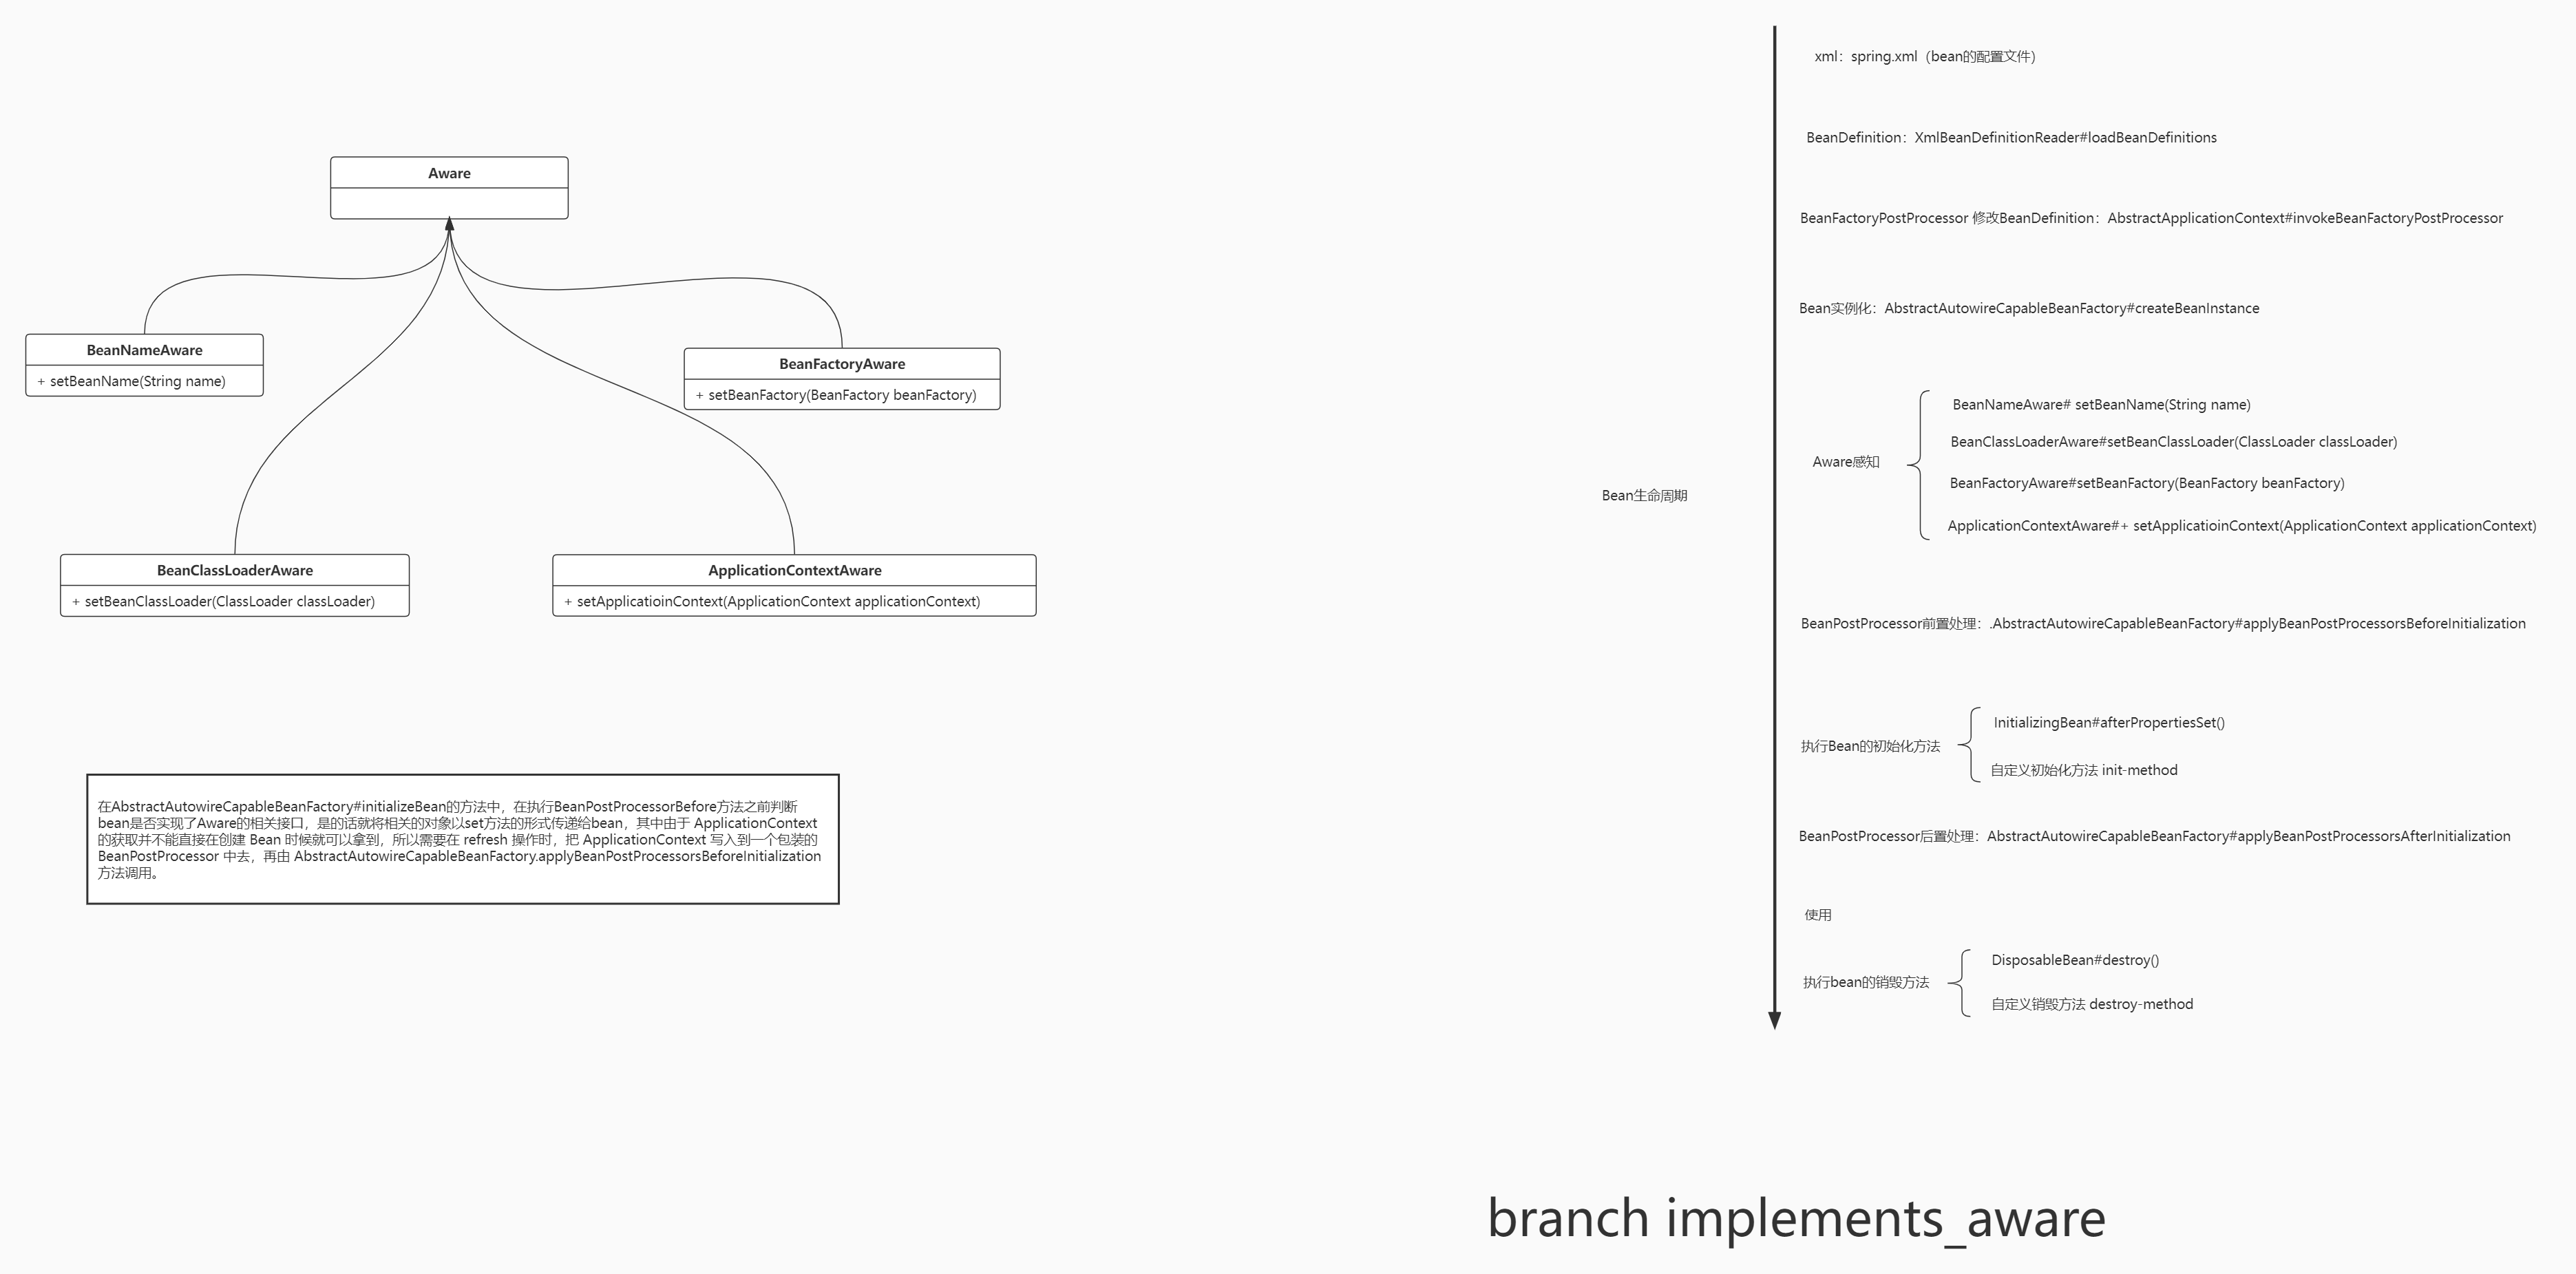 Aware
BeanNameAware
+ setBeanName(String name)
BeanFactoryAware
+ setBeanFactory(BeanFactory beanFactory)
BeanClassLoaderAware
+ setBeanClassLoader(ClassLoader classLoader)
ApplicationContextAware
+ setApplicatioinContext(ApplicationContext applicationContext)
在AbstractAutowireCapableBeanFactory#initializeBean的方法中，在执行BeanPostProcessorBefore方法之前判断
bean是否实现了Aware的相关接口，是的话就将相关的对象以set方法的形式传递给bean，其中由于 ApplicationContext
的获取并不能直接在创建 Bean 时候就可以拿到，所以需要在 refresh 操作时，把 ApplicationContext 写入到一个包装的
BeanPostProcessor 中去，再由 AbstractAutowireCapableBeanFactory.applyBeanPostProcessorsBeforeInitialization
方法调用。
Bean生命周期
xml：spring.xml（bean的配置文件）
BeanDefinition：XmlBeanDefinitionReader#loadBeanDefinitions
BeanFactoryPostProcessor 修改BeanDefinition：AbstractApplicationContext#invokeBeanFactoryPostProcessor
Bean实例化：AbstractAutowireCapableBeanFactory#createBeanInstance
Aware感知
BeanNameAware# setBeanName(String name)
BeanClassLoaderAware#setBeanClassLoader(ClassLoader classLoader)
BeanFactoryAware#setBeanFactory(BeanFactory beanFactory)
ApplicationContextAware#+ setApplicatioinContext(ApplicationContext applicationContext)
BeanPostProcessor前置处理：.AbstractAutowireCapableBeanFactory#applyBeanPostProcessorsBeforeInitialization
执行Bean的初始化方法
InitializingBean#afterPropertiesSet()
自定义初始化方法 init-method
BeanPostProcessor后置处理：AbstractAutowireCapableBeanFactory#applyBeanPostProcessorsAfterInitialization
使用
执行bean的销毁方法
DisposableBean#destroy()
自定义销毁方法 destroy-method
branch implements_aware